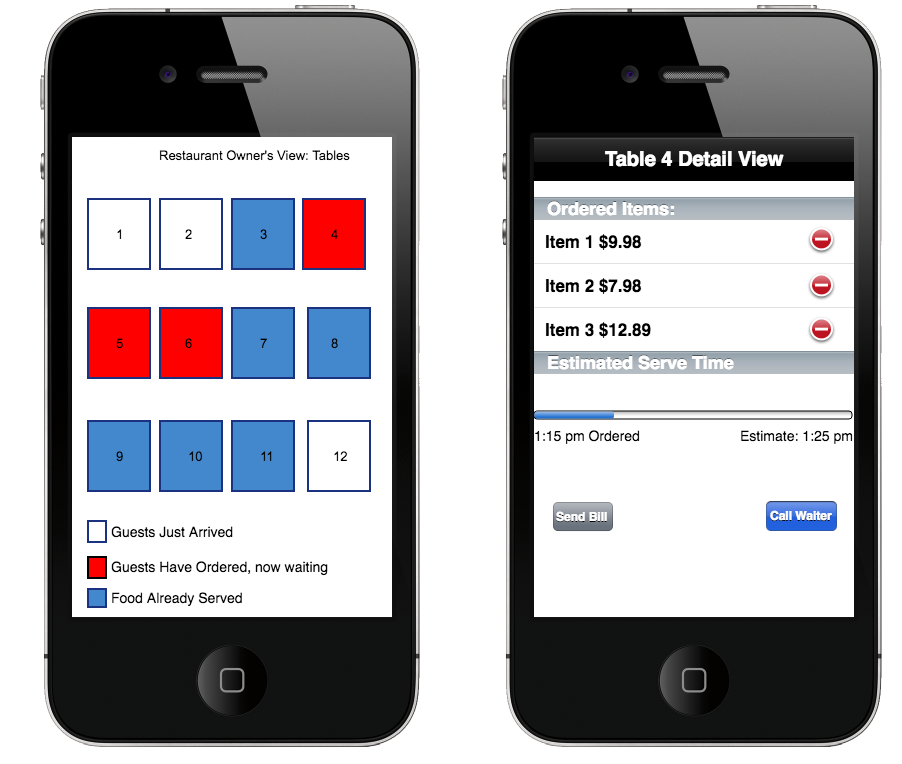 Restaurant Owner's View: Tables
1 2 3 4
5 6 7 8
9 10 11 12
Guests Just Arrived
Guests Have Ordered, now waiting
Food Already Served
Table 4 Detail View
Ordered Items:
Item 1 $9.98
Item 2 $7.98
Item 3 $12.89
Estimated Serve Time
1:15 pm Ordered Estimate: 1:25 pm
Send Bill Call Waiter